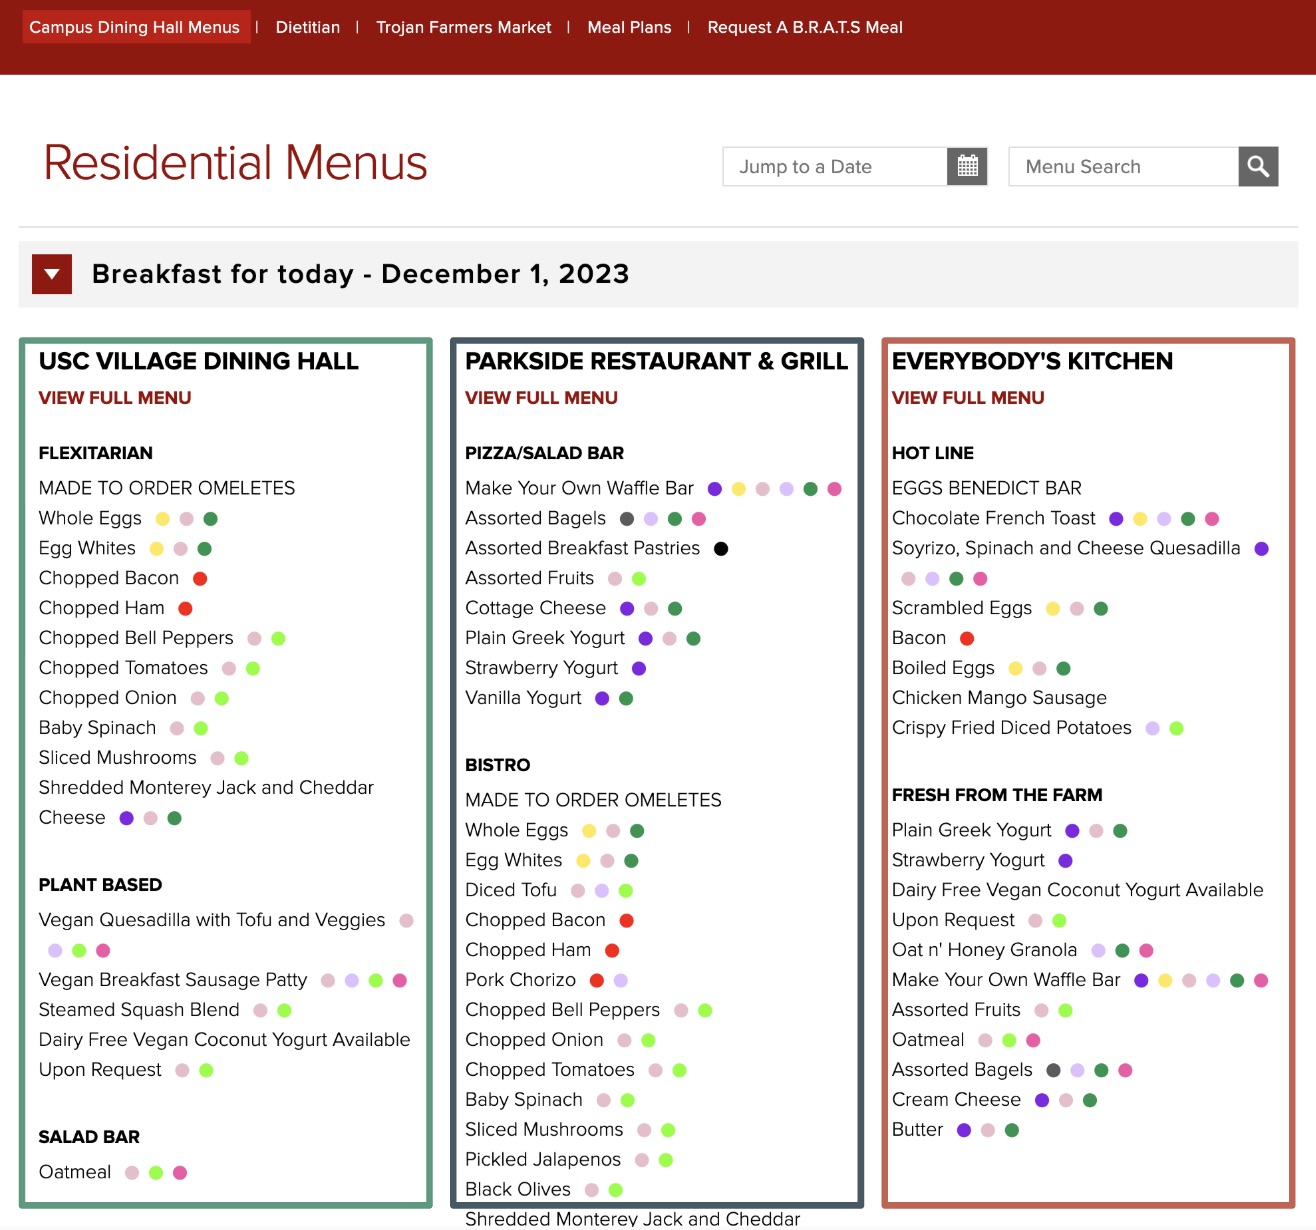 Campus Dining Hall Menus | Dietitian | Trojan Farmers Market | Meal Plans | Request A B.R.A.T.S Meal
Residential Menus
Jump to a Date
Menu Search
Breakfast for today - December 1, 2023
USC VILLAGE DINING HALL
VIEW FULL MENU
FLEXITARIAN
MADE TO ORDER OMELETES
Whole Eggs
Egg Whites
Chopped Bacon
Chopped Ham
Chopped Bell Peppers
Chopped Tomatoes
Chopped Onion
Baby Spinach
Sliced Mushrooms
Shredded Monterey Jack and Cheddar
Cheese
PLANT BASED
Vegan Quesadilla with Tofu and Veggies
Vegan Breakfast Sausage Patty
Steamed Squash Blend
Dairy Free Vegan Coconut Yogurt Available
Upon Request
SALAD BAR
Oatmeal
PARKSIDE RESTAURANT & GRILL
VIEW FULL MENU
PIZZA/SALAD BAR
Make Your Own Waffle Bar
Assorted Bagels
Assorted Breakfast Pastries
Assorted Fruits
Cottage Cheese
Plain Greek Yogurt
Strawberry Yogurt
Vanilla Yogurt
BISTRO
MADE TO ORDER OMELETES
Whole Eggs
Egg Whites
Diced Tofu
Chopped Bacon
Chopped Ham
Pork Chorizo
Chopped Bell Peppers
Chopped Onion
Chopped Tomatoes
Baby Spinach
Sliced Mushrooms
Pickled Jalapenos
Black Olives
Shredded Monterey Jack and Cheddar
EVERYBODY'S KITCHEN
VIEW FULL MENU
HOT LINE
EGGS BENEDICT BAR
Chocolate French Toast
Soyrizo, Spinach and Cheese Quesadilla
Scrambled Eggs
Bacon
Boiled Eggs
Chicken Mango Sausage
Crispy Fried Diced Potatoes
FRESH FROM THE FARM
Plain Greek Yogurt
Strawberry Yogurt
Dairy Free Vegan Coconut Yogurt Available
Upon Request
Oat n' Honey Granola
Make Your Own Waffle Bar
Assorted Fruits
Oatmeal
Assorted Bagels
Cream Cheese
Butter